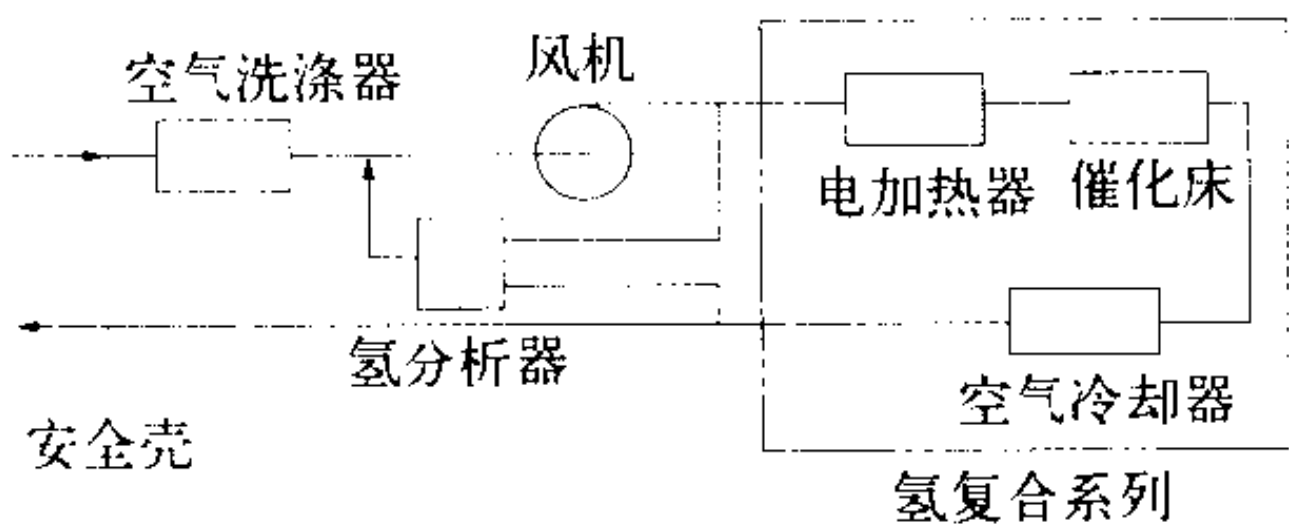 空气洗涤器
风机
电加热器
催化床
氢分析器
空气冷却器
安全壳
氢复合系列